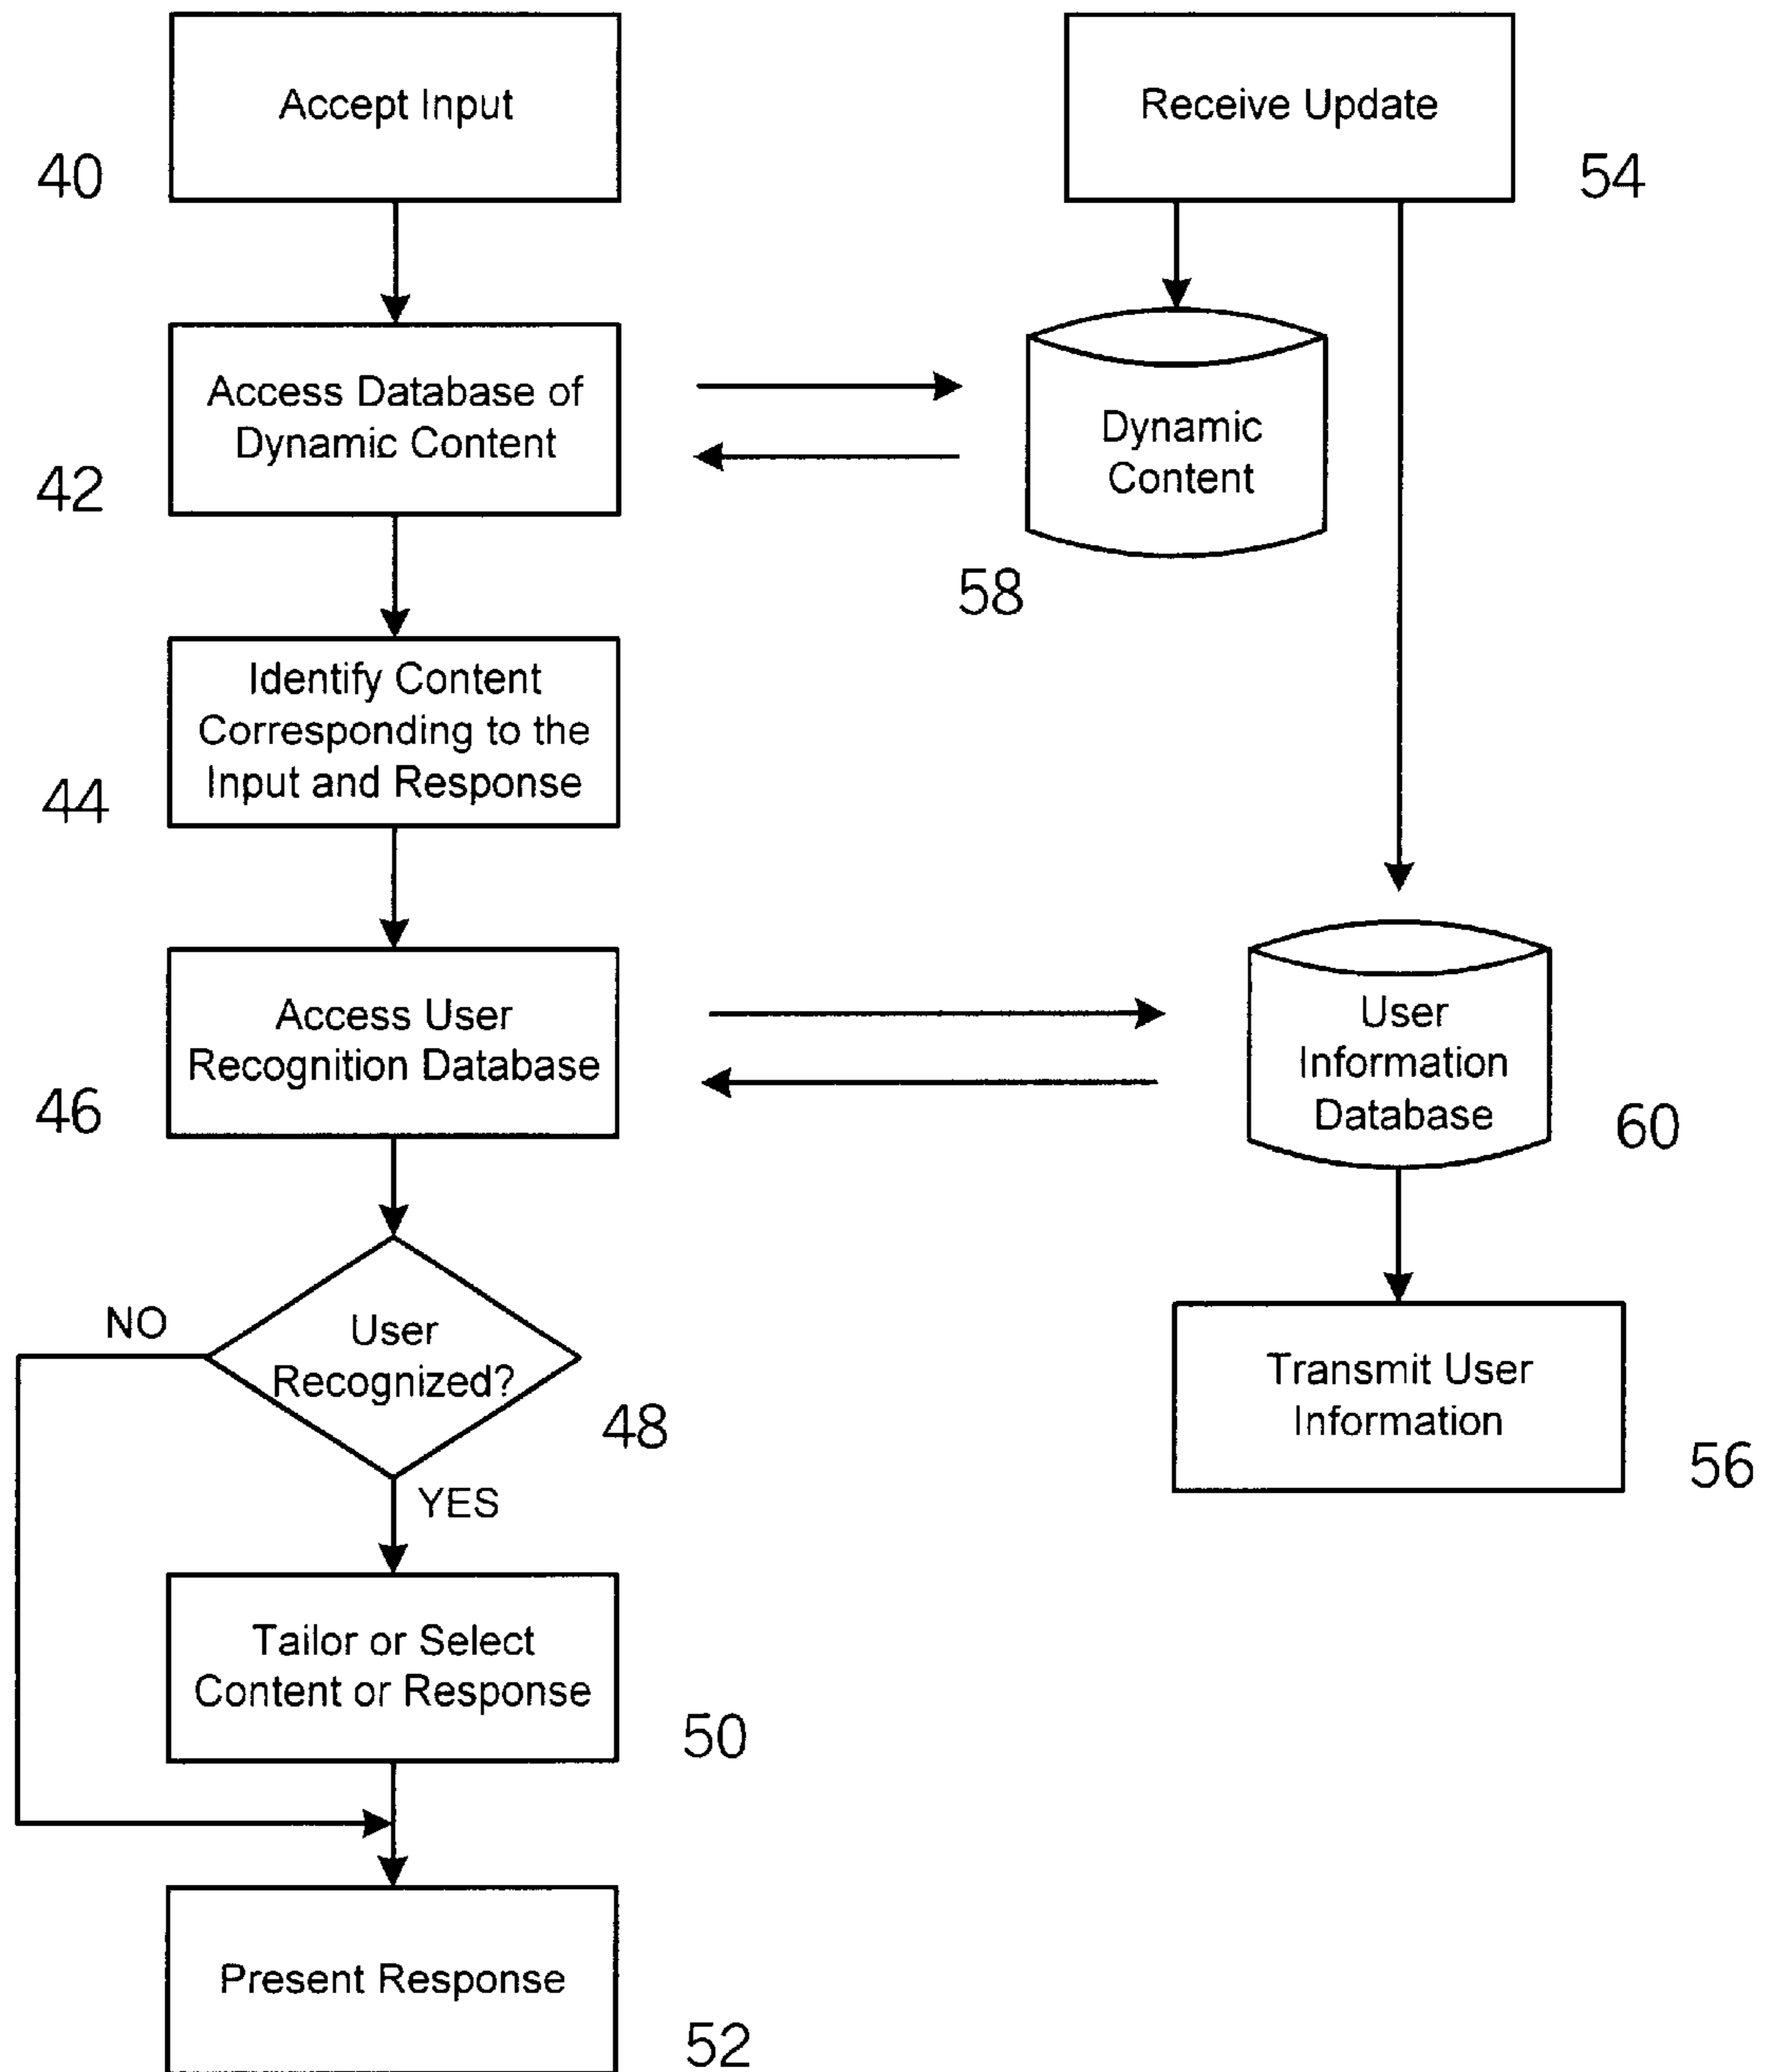 Accept Input
40
Receive Update
54
Access Database of
Dynamic Content
42
Dynamic
Content
58
Identify Content
Corresponding to the
Input and Response
44
Access User
Recognition Database
46
User
Information
Database
60
NO
User
Recognized?
48
YES
Transmit User
Information
56
Tailor or Select
Content or Response
50
Present Response
52